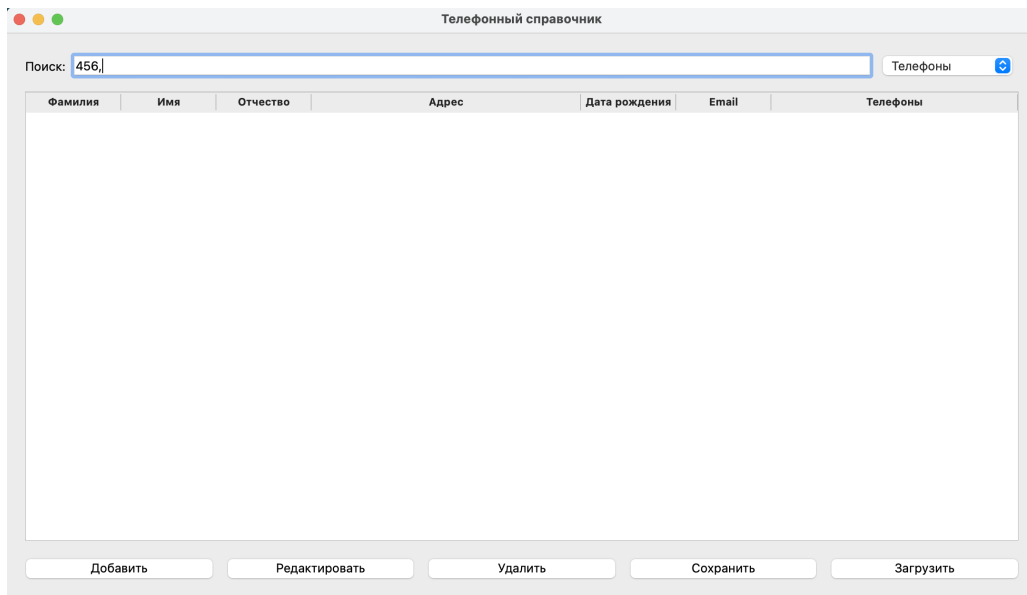 Телефонный справочник
Поиск: 456, Телефоны
Фамилия Имя Отчество Адрес Дата рождения Email Телефоны
Добавить Редактировать Удалить Сохранить Загрузить